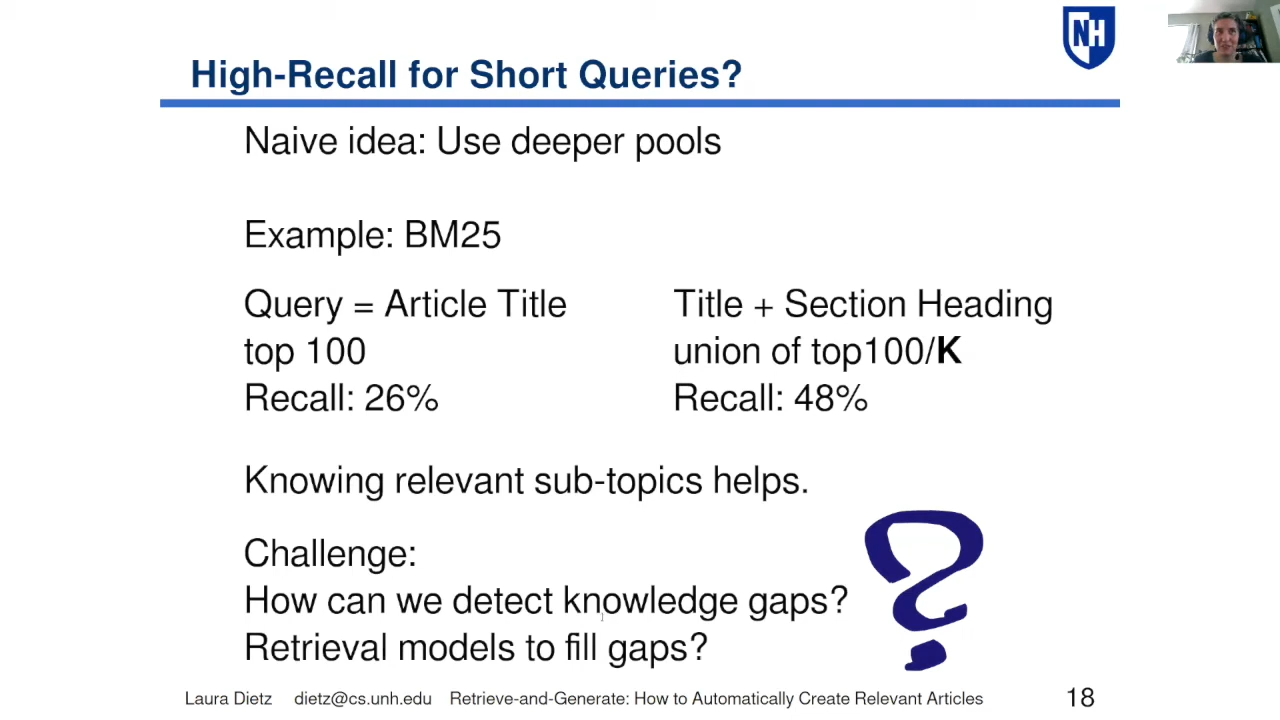 NH
High-Recall for Short Queries?
Naive idea: Use deeper pools
Example: BM25
Query = Article Title
top 100
Recall: 26%
Title + Section Heading
union of top100/K
Recall: 48%
Knowing relevant sub-topics helps.
Challenge:
How can we detect knowledge gaps?
Retrieval models to fill gaps?
?
Laura Dietz dietz@cs.unh.edu Retrieve-and-Generate: How to Automatically Create Relevant Articles 18